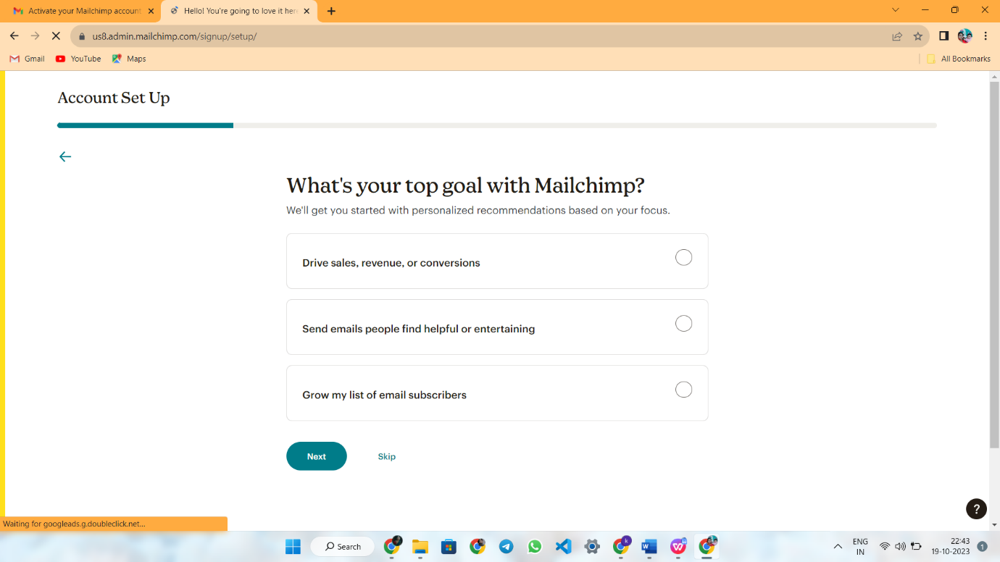 Activate your Mailchimp account
Hello! You're going to love it here
us8.admin.mailchimp.com/signup/setup/
Gmail
YouTube
Maps
All Bookmarks
Account Set Up
What's your top goal with Mailchimp?
We'll get you started with personalized recommendations based on your focus.
Drive sales, revenue, or conversions
Send emails people find helpful or entertaining
Grow my list of email subscribers
Next
Skip
?
Waiting for googleads.g.doubleclick.net...
Search
k
W
ENG
IN
22:43
19-10-2023
1